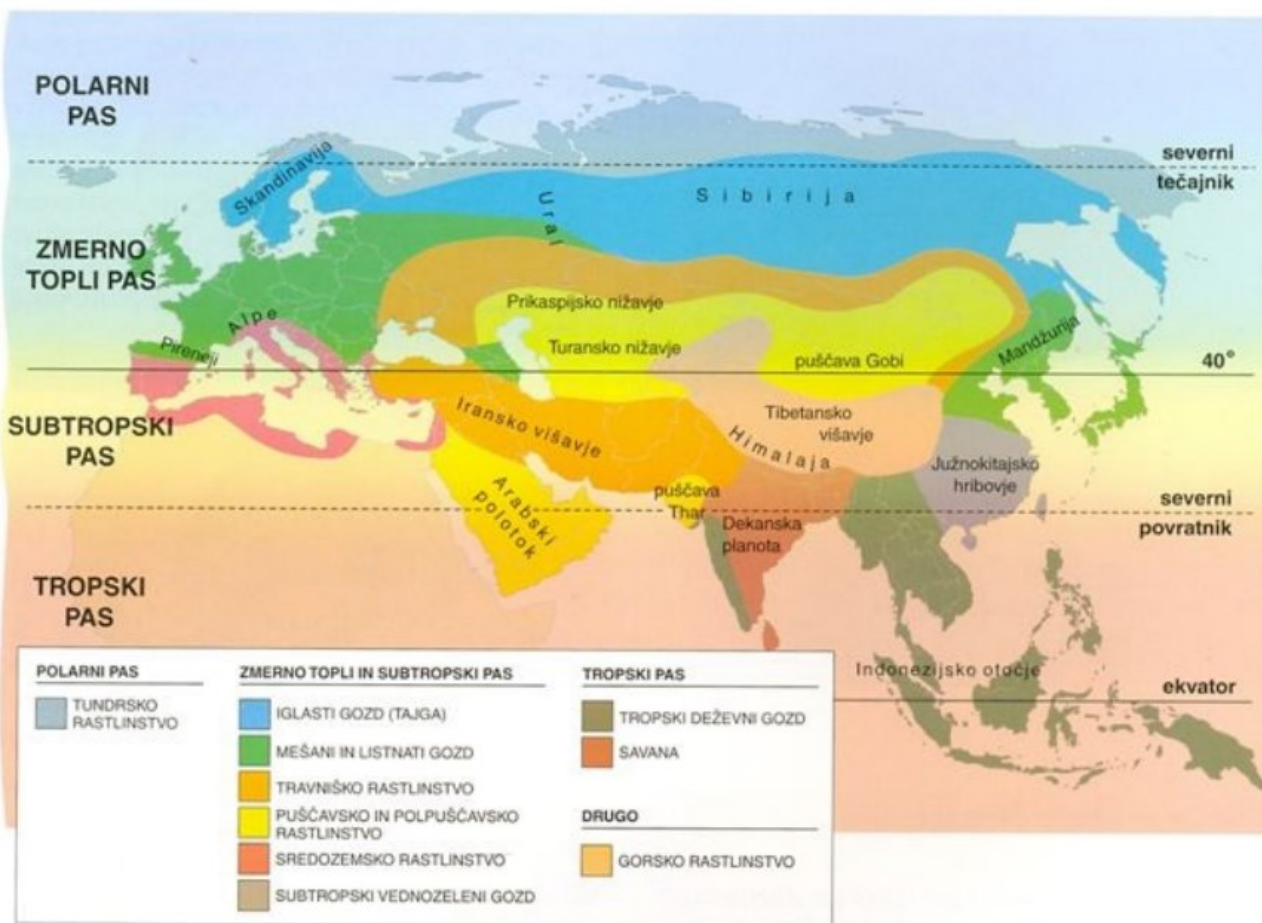 POLARNI
PAS
severni
tečajnik
Skandinavija
Ural
Sibirija
ZMERNO
TOPLI PAS
Prikaspijsko nižavje
Alpe
Pireneji
Turansko nižavje
puščava Gobi
Mandžurija
40°
SUBTROPSKI
PAS
Iransko višavje
Tibetansko
višavje
Himalaja
Južnokitajsko
hribovje
Arabski
polotok
puščava
Thar
Dekanska
planota
severni
povratnik
TROPSKI
PAS
Indonezijsko otočje
ekvator
POLARNI PAS
TUNDRSKO
RASTLINSTVO
ZMERNO TOPLI IN SUBTROPSKI PAS
IGLASTI GOZD (TAJGA)
MEŠANI IN LISTNATI GOZD
TRAVNIŠKO RASTLINSTVO
PUŠČAVSKO IN POLPUŠČAVSKO
RASTLINSTVO
SREDOZEMSKO RASTLINSTVO
SUBTROPSKI VEDNOZELENI GOZD
TROPSKI PAS
TROPSKI DEŽEVNI GOZD
SAVANA
DRUGO
GORSKO RASTLINSTVO